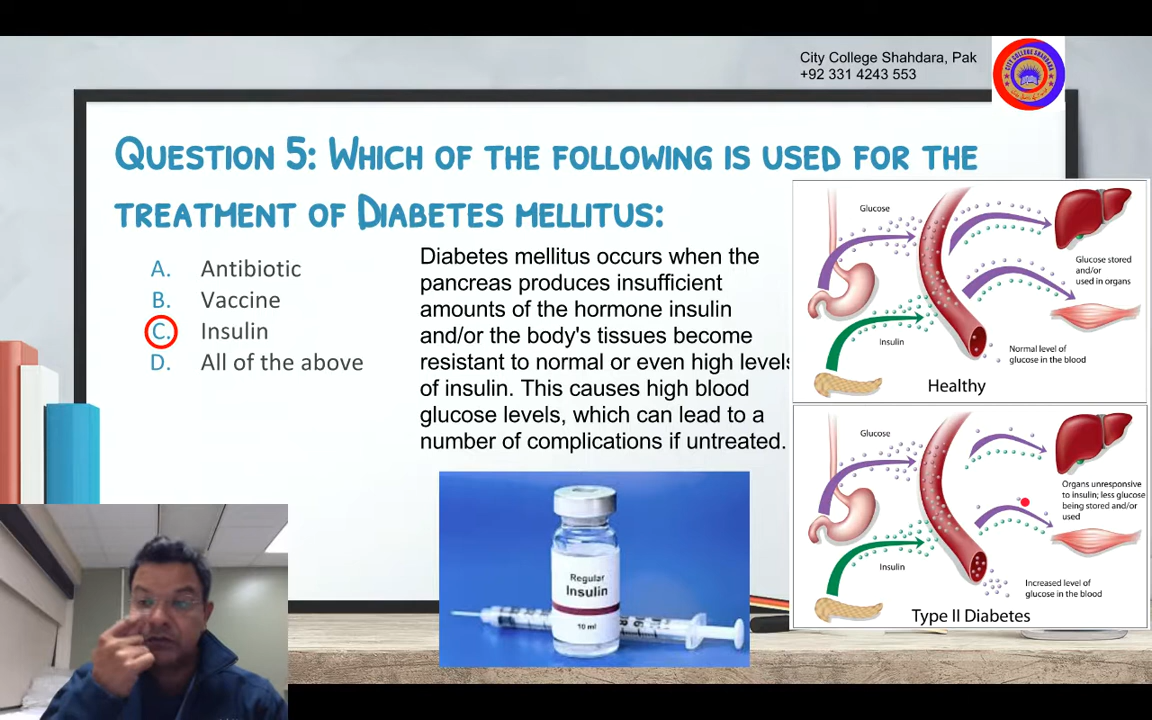 City College Shahdara, Pak
+92 331 4243 553
CITY COLLEGE SHAHDARA
Question 5: Which of the following is used for the
treatment of Diabetes mellitus:
A. Antibiotic
B. Vaccine
C. Insulin
D. All of the above
Diabetes mellitus occurs when the
pancreas produces insufficient
amounts of the hormone insulin
and/or the body's tissues become
resistant to normal or even high levels
of insulin. This causes high blood
glucose levels, which can lead to a
number of complications if untreated.
Regular
Insulin
10 ml
Glucose
Glucose stored
and/or
used in organs
Insulin
Normal level of
glucose in the blood
Healthy
Glucose
Organs unresponsive
to insulin; less glucose
being stored and/or
used
Insulin
Increased level of
glucose in the blood
Type II Diabetes